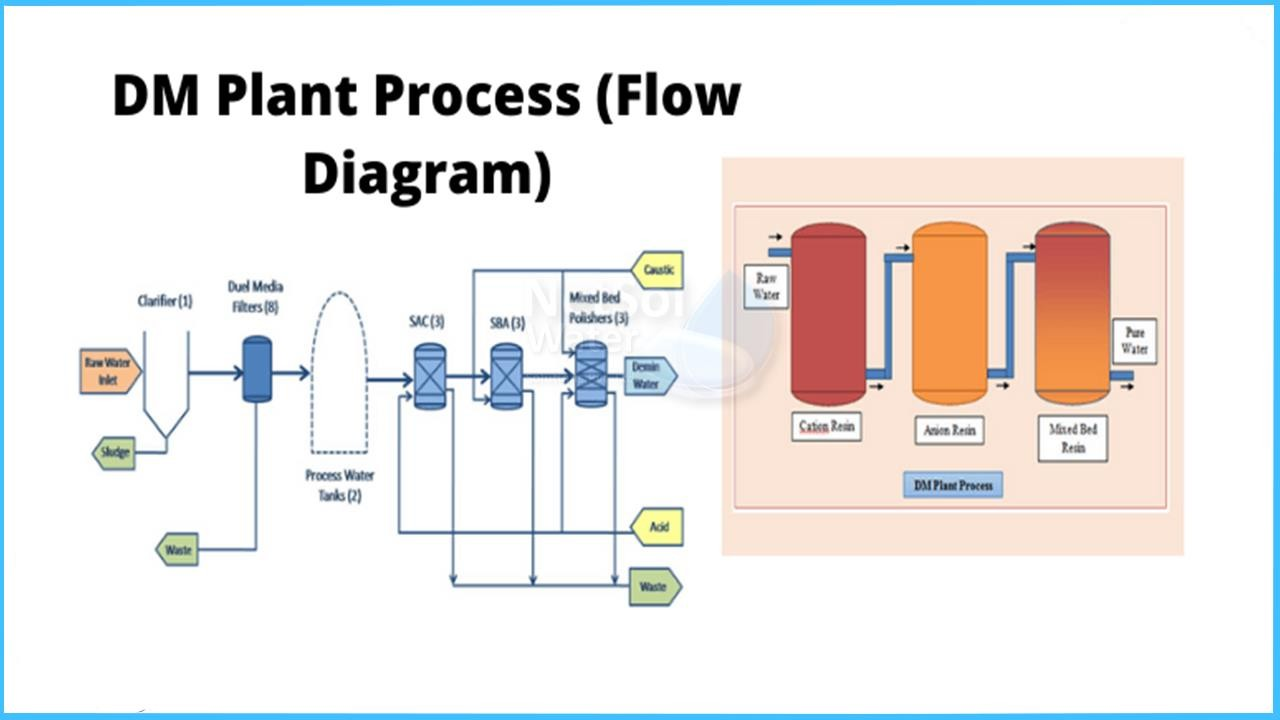 DM Plant Process (Flow
Diagram)
Caustic
Duel Media
Filters (8)
Clarifier (1)
Mixed Bed
Polishers (3)
SAC (3)
SBA (3)
Raw Water
Inlet
Demin
Water
Sludge
Process Water
Tanks (2)
Acid
Waste
Waste
NetSol
Water
Raw
Water
Pure
Water
Cation Resin
Anion Resin
Mixed Bed
Resin
DM Plant Process